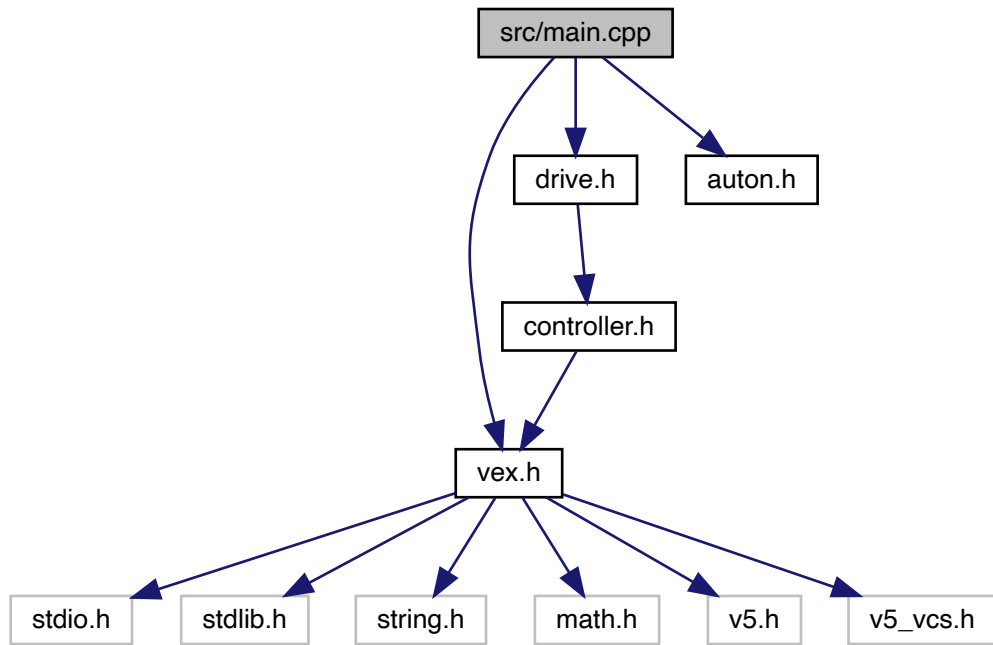 src/main.cpp
drive.h
auton.h
controller.h
vex.h
stdio.h
stdlib.h
string.h
math.h
v5.h
v5_vcs.h